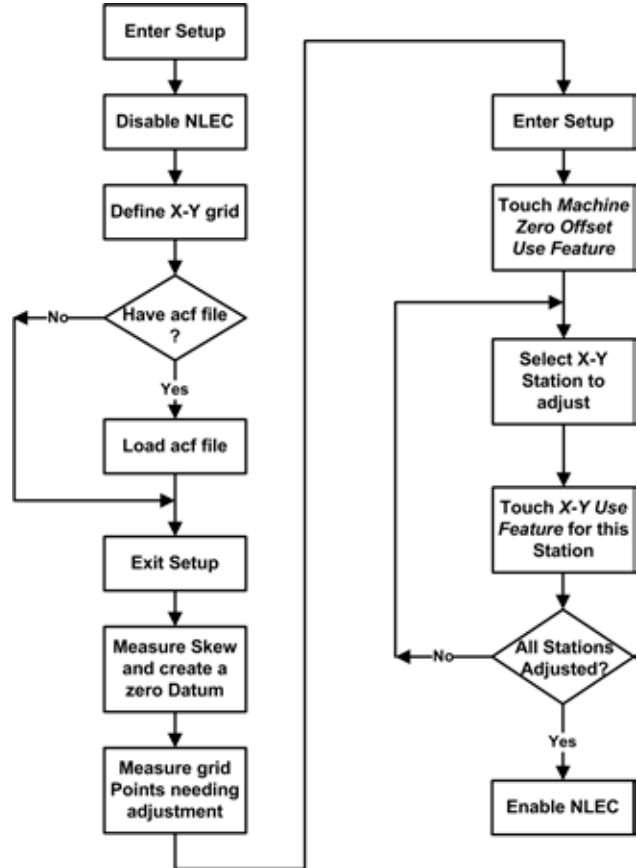 Enter Setup
Disable NLEC
Define X-Y grid
Have acf file
?
No
Yes
Load acf file
Exit Setup
Measure Skew
and create a
zero Datum
Measure grid
Points needing
adjustment
Enter Setup
Touch Machine
Zero Offset
Use Feature
Select X-Y
Station to
adjust
Touch X-Y Use
Feature for this
Station
All Stations
Adjusted?
No
Yes
Enable NLEC